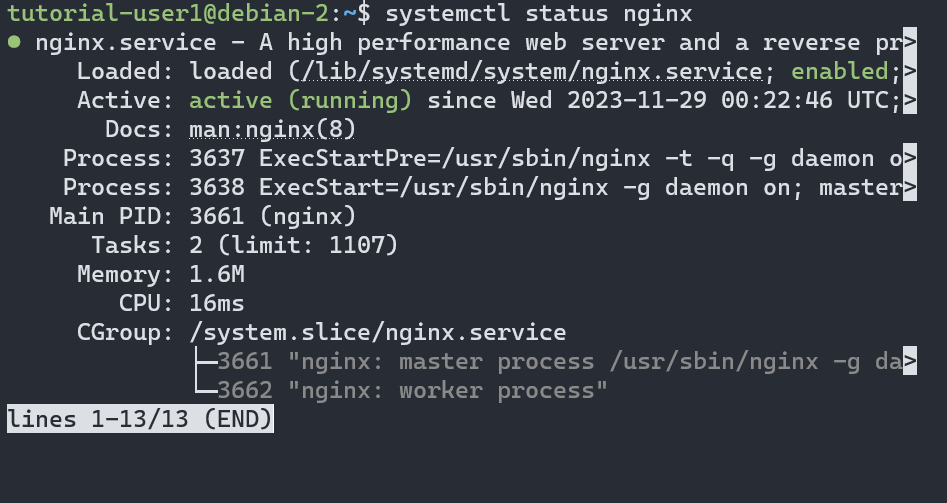 tutorial-user1@debian-2:~$ systemctl status nginx
● nginx.service - A high performance web server and a reverse pr>
     Loaded: loaded (/lib/systemd/system/nginx.service; enabled;>
     Active: active (running) since Wed 2023-11-29 00:22:46 UTC;>
       Docs: man:nginx(8)
    Process: 3637 ExecStartPre=/usr/sbin/nginx -t -q -g daemon o>
    Process: 3638 ExecStart=/usr/sbin/nginx -g daemon on; master>
   Main PID: 3661 (nginx)
      Tasks: 2 (limit: 1107)
     Memory: 1.6M
        CPU: 16ms
     CGroup: /system.slice/nginx.service
             ├─3661 "nginx: master process /usr/sbin/nginx -g da>
             └─3662 "nginx: worker process"
lines 1-13/13 (END)